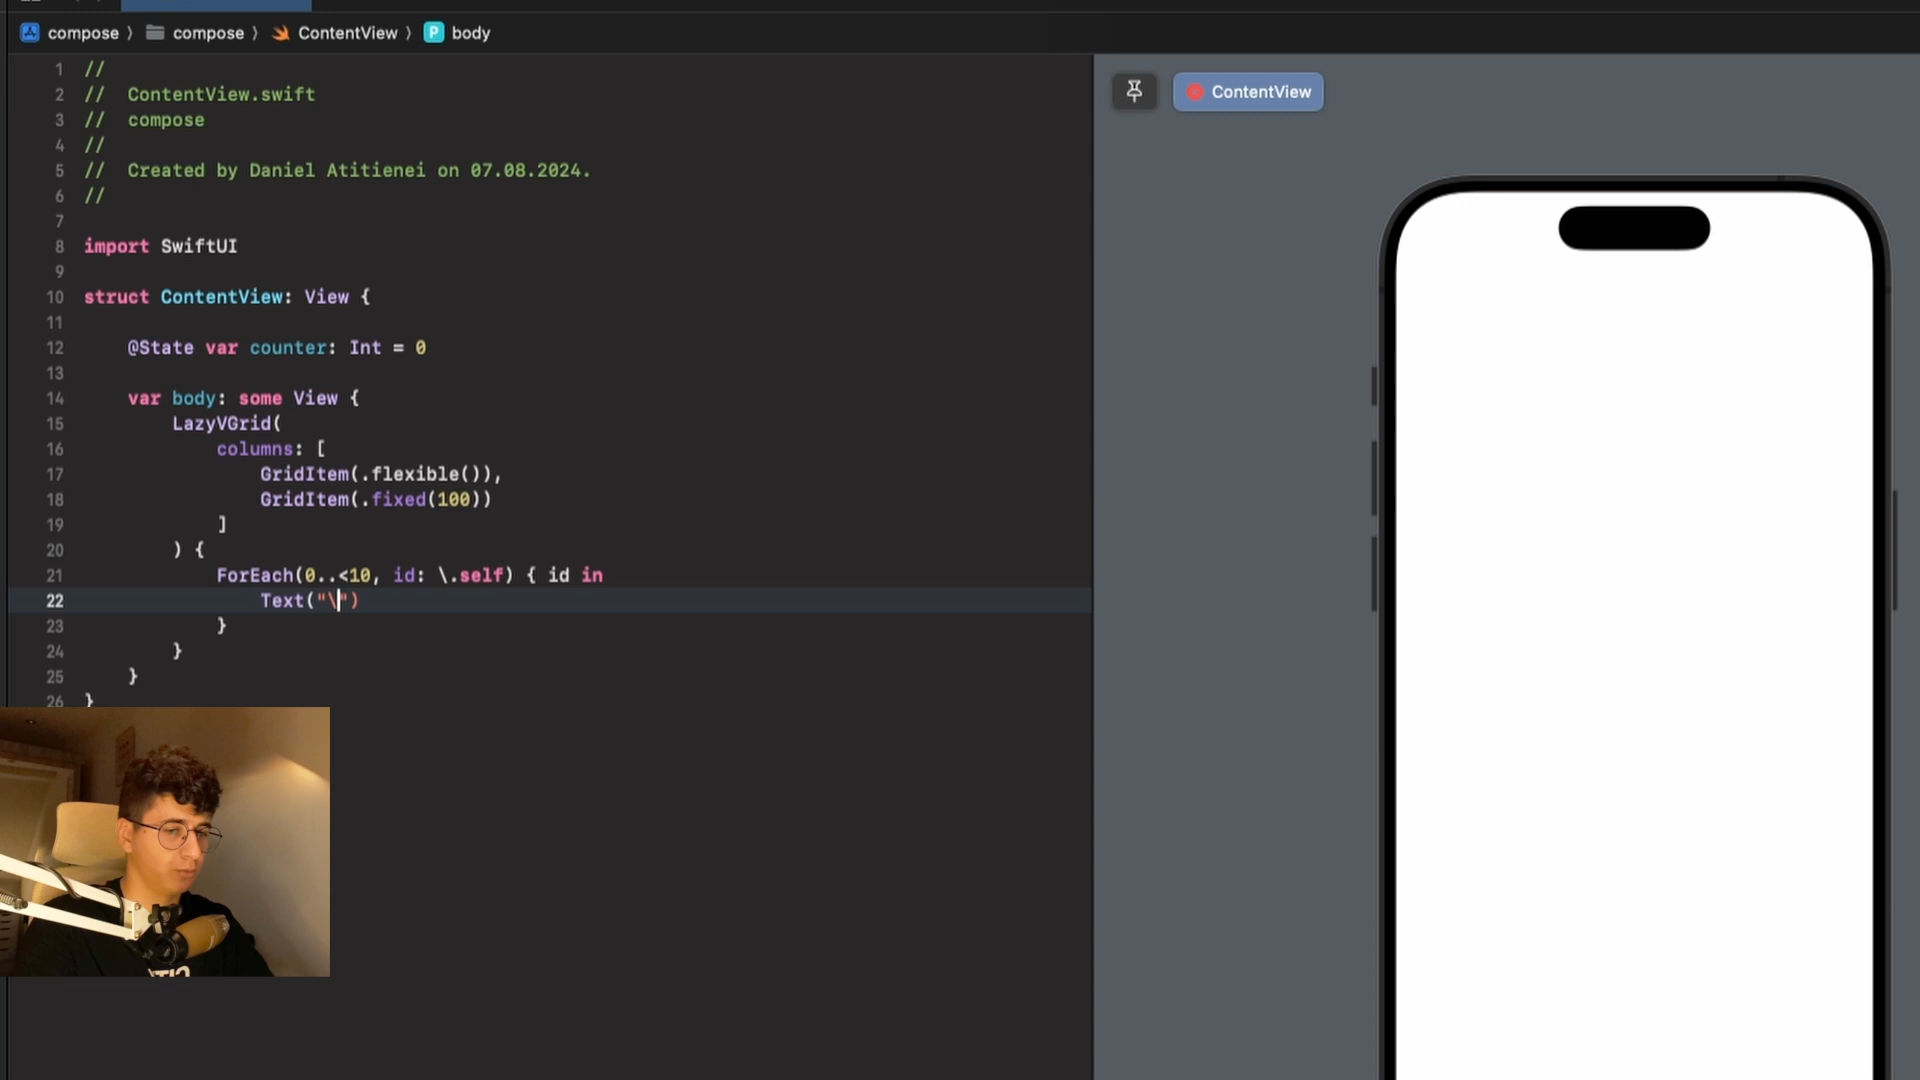 compose 〉 compose 〉 ContentView 〉 P body
1 //
2 //  ContentView.swift
3 //  compose
4 //
5 //  Created by Daniel Atitienei on 07.08.2024.
6 //
7
8 import SwiftUI
9
10 struct ContentView: View {
11
12     @State var counter: Int = 0
13
14     var body: some View {
15         LazyVGrid(
16             columns: [
17                 GridItem(.flexible()),
18                 GridItem(.fixed(100))
19             ]
20         ) {
21             ForEach(0..<10, id: \.self) { id in
22                 Text("\")
23             }
24         }
25     }
26 }
ContentView